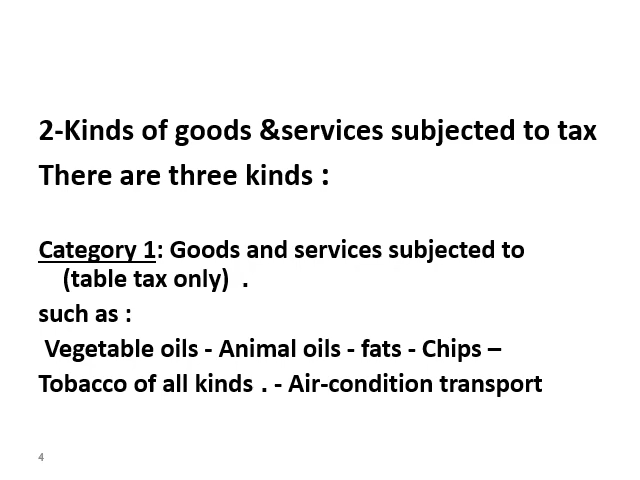 2-Kinds of goods &services subjected to tax
There are three kinds :
Category 1: Goods and services subjected to
(table tax only)  .
such as :
Vegetable oils - Animal oils - fats - Chips –
Tobacco of all kinds . - Air-condition transport
4